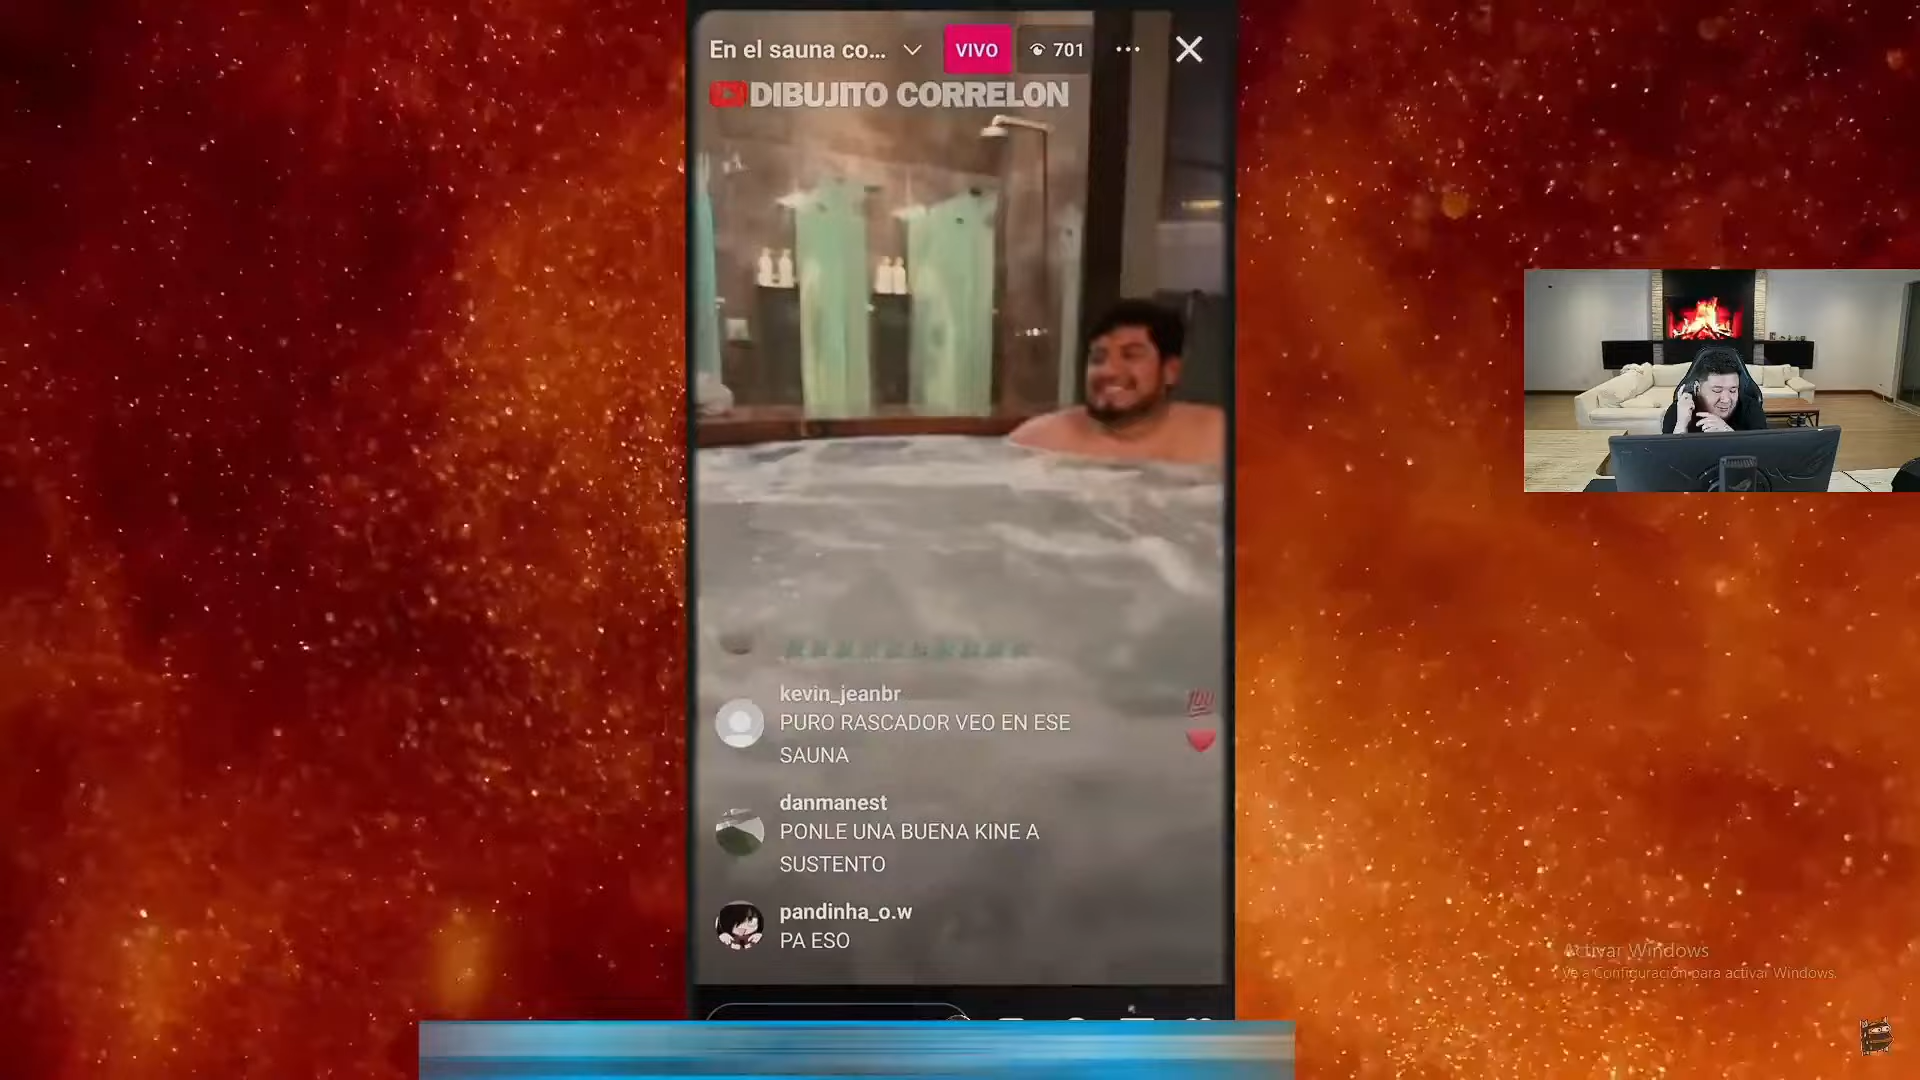 En el sauna co...
VIVO
701
DIBUJITO CORRELON
kevin_jeanbr
PURO RASCADOR VEO EN ESE
SAUNA
danmanest
PONLE UNA BUENA KINE A
SUSTENTO
pandinha_o.w
PA ESO
Activar Windows
Ve a Configuración para activar Windows.